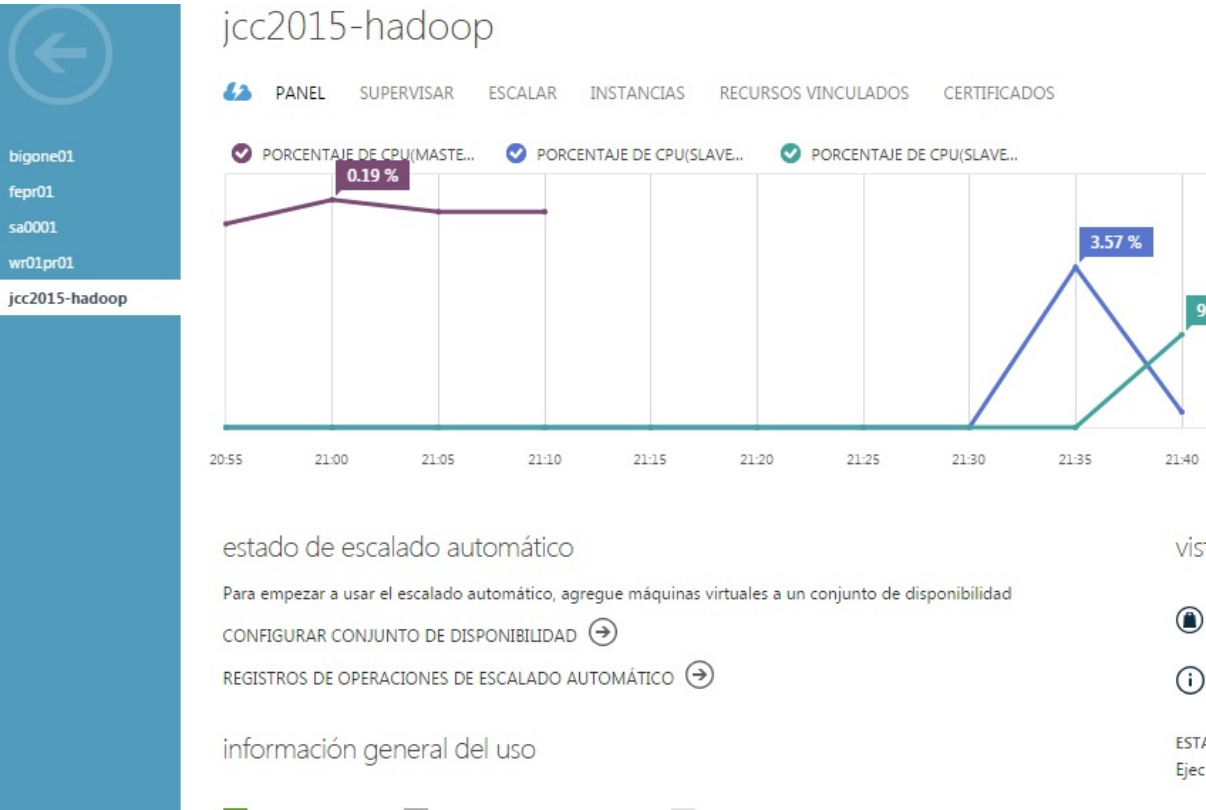 jcc2015-hadoop
PANEL SUPERVISAR ESCALAR INSTANCIAS RECURSOS VINCULADOS CERTIFICADOS
bigone01
fepr01
sa0001
wr01pr01
jcc2015-hadoop
PORCENTAJE DE CPU(MASTE... PORCENTAJE DE CPU(SLAVE... PORCENTAJE DE CPU(SLAVE...
0.19 %
3.57 %
9
20:55 21:00 21:05 21:10 21:15 21:20 21:25 21:30 21:35 21:40
estado de escalado automático
Para empezar a usar el escalado automático, agregue máquinas virtuales a un conjunto de disponibilidad
CONFIGURAR CONJUNTO DE DISPONIBILIDAD
REGISTROS DE OPERACIONES DE ESCALADO AUTOMÁTICO
información general del uso
vis
ESTA
Ejec